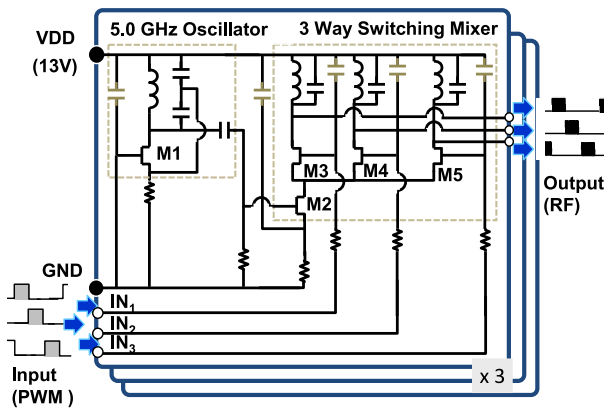 5.0 GHz Oscillator
3 Way Switching Mixer
VDD
(13V)
M1
M3
M4
M5
M2
Output
(RF)
GND
IN₁
IN₂
IN₃
Input
(PWM )
x 3